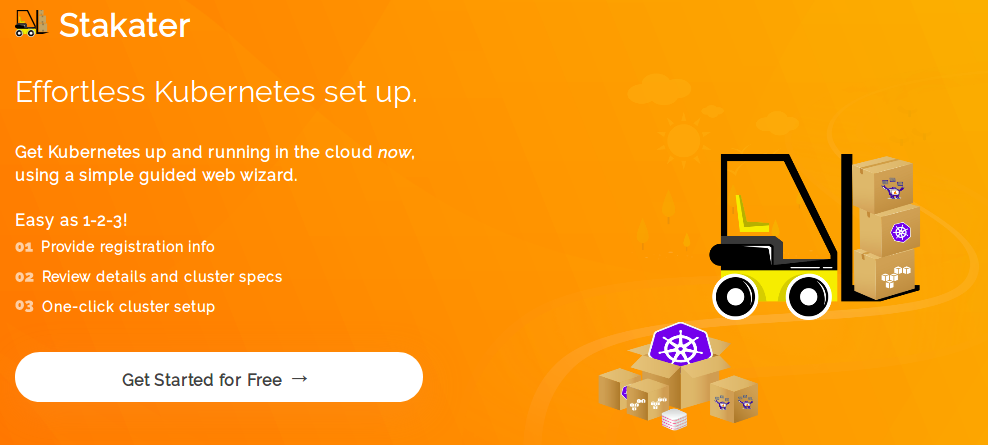 Stakater
Effortless Kubernetes set up.
Get Kubernetes up and running in the cloud now,
using a simple guided web wizard.
Easy as 1-2-3!
01 Provide registration info
02 Review details and cluster specs
03 One-click cluster setup
Get Started for Free →